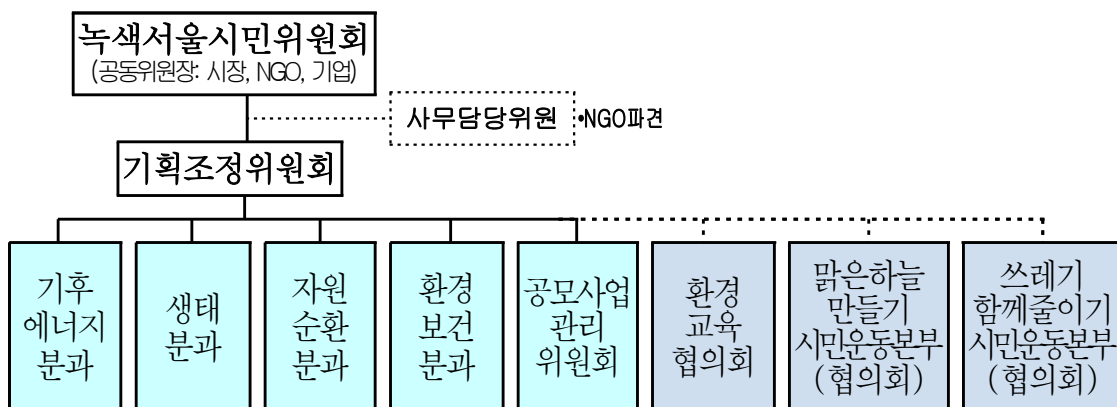 녹색서울시민위원회
(공동위원장: 시장, NGO, 기업)
사무담당위원 •NGO파견
기획조정위원회
기후
에너지
분과
생태
분과
자원
순환
분과
환경
보건
분과
공모사업
관리
위원회
환경
교육
협의회
맑은하늘
만들기
시민운동본부
(협의회)
쓰레기
함께줄이기
시민운동본부
(협의회)